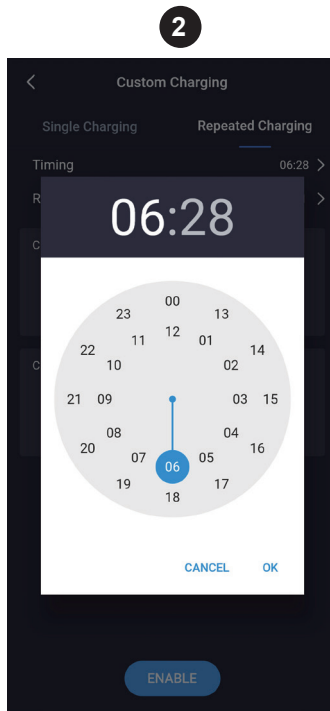 2
Custom Charging
Single Charging Repeated Charging
Timing 06:28
R
06:28
C
00
23 13
12
11 01
22 14
10 02
21 09 03 15
C
08 04
20 16
07 06 05
19 17
18
CANCEL OK
ENABLE